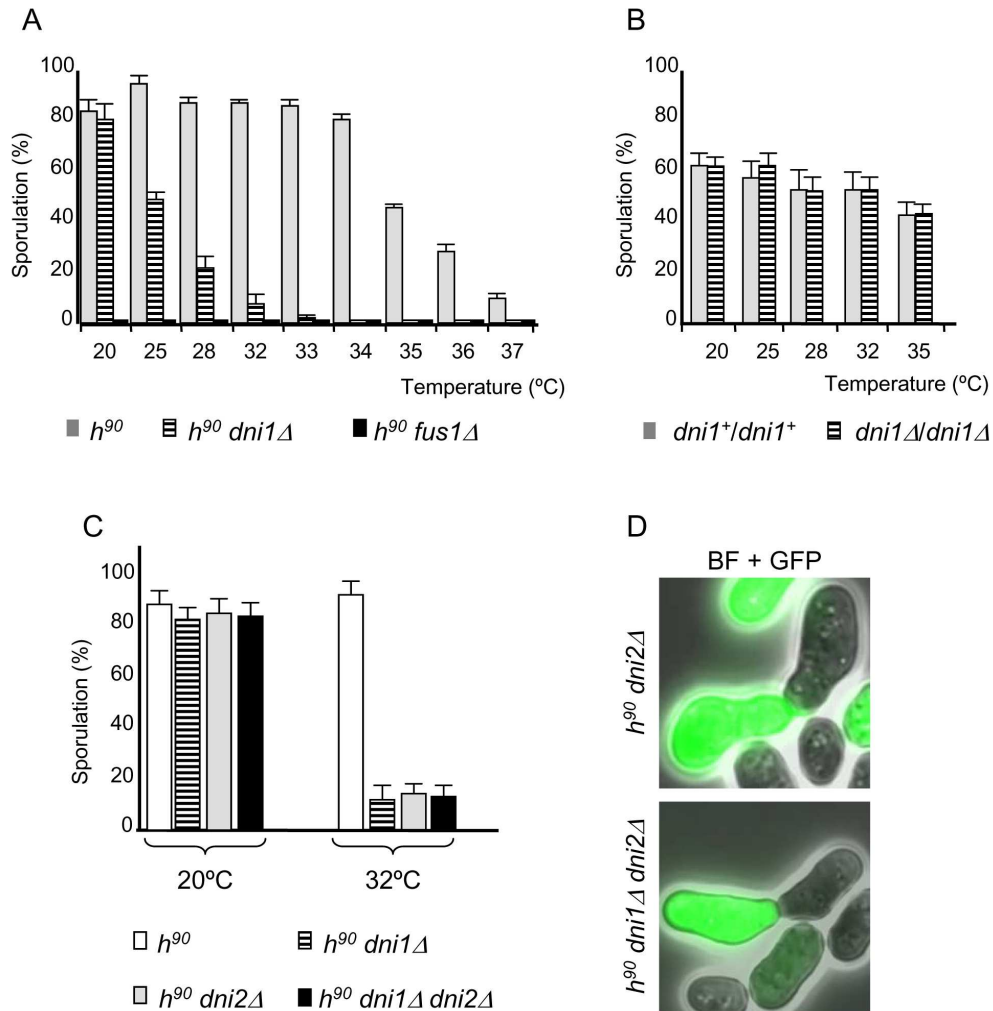 A
Sporulation (%)
100
80
60
40
20
0
20 25 28 32 33 34 35 36 37
Temperature (ºC)
h⁹⁰ h⁹⁰ dni1Δ h⁹⁰ fus1Δ
B
Sporulation (%)
100
80
60
40
20
0
20 25 28 32 35
Temperature (ºC)
dni1⁺/dni1⁺ dni1Δ/dni1Δ
C
Sporulation (%)
100
80
60
40
20
0
20ºC 32ºC
h⁹⁰ h⁹⁰ dni1Δ
h⁹⁰ dni2Δ h⁹⁰ dni1Δ dni2Δ
D
BF + GFP
h⁹⁰ dni2Δ
h⁹⁰ dni1Δ dni2Δ